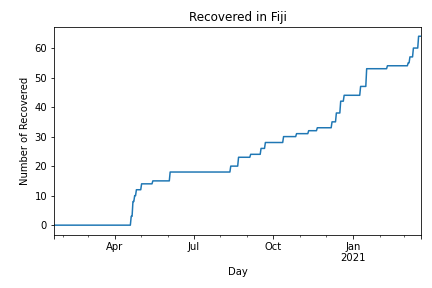 Recovered in Fiji
60
50
40
30
20
10
0
Number of Recovered
Apr
Jul
Oct
Jan
2021
Day